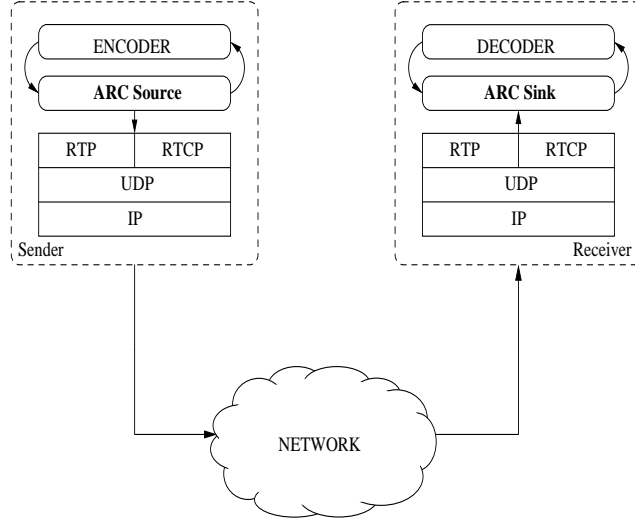 ENCODER
ARC Source
RTP RTCP
UDP
IP
Sender
DECODER
ARC Sink
RTP RTCP
UDP
IP
Receiver
NETWORK